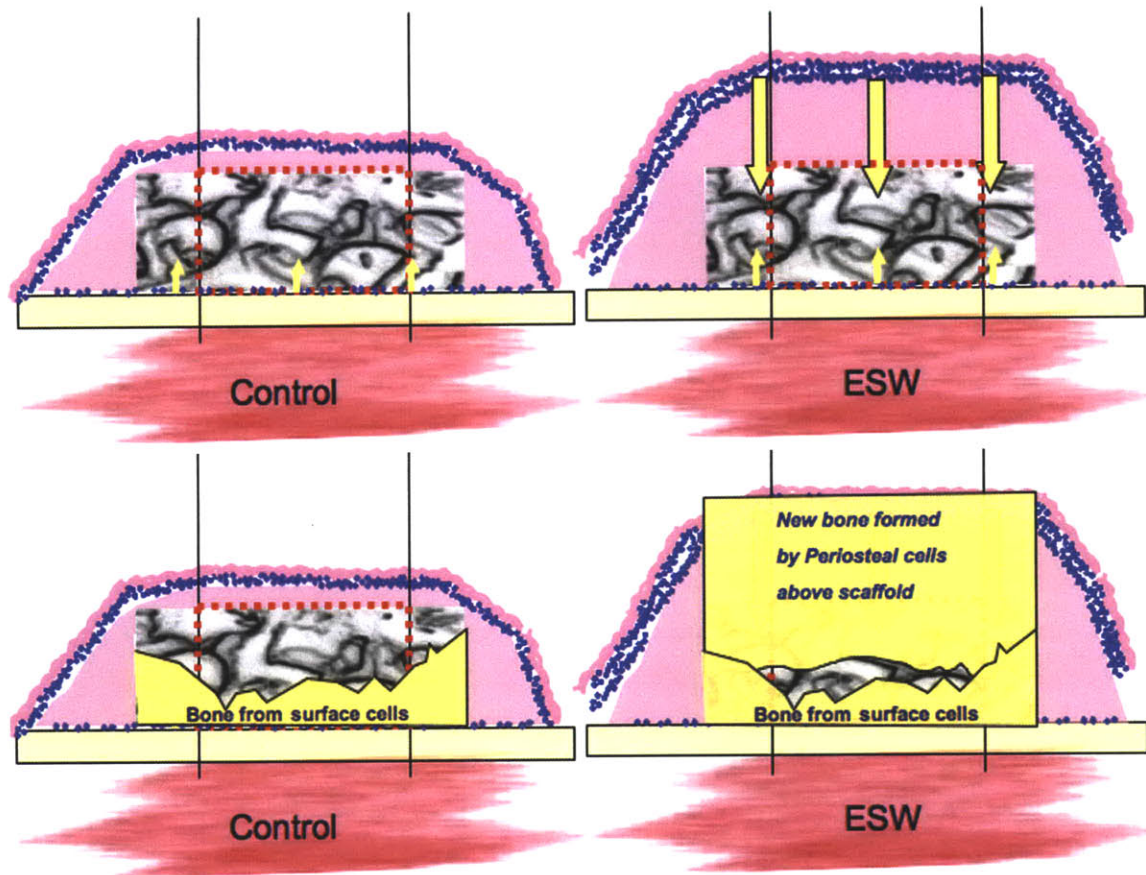 Control
ESW
New bone formed
by Periosteal cells
above scaffold
Bone from surface cells
Bone from surface cells
Control
ESW